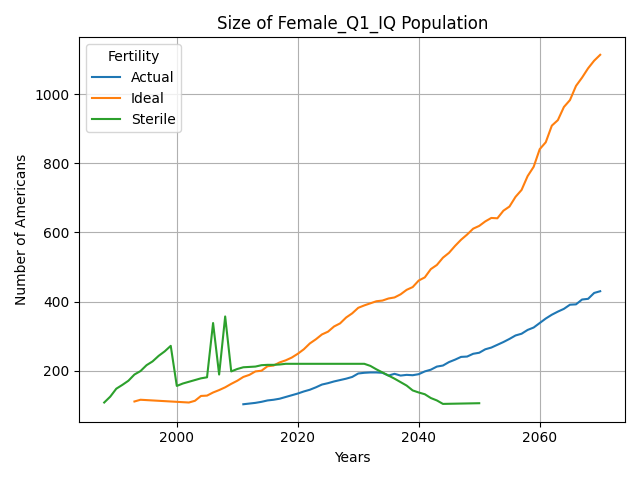 Size of Female_Q1_IQ Population
Fertility
Actual
Ideal
Sterile
Number of Americans
1000
800
600
400
200
2000
2020
2040
2060
Years